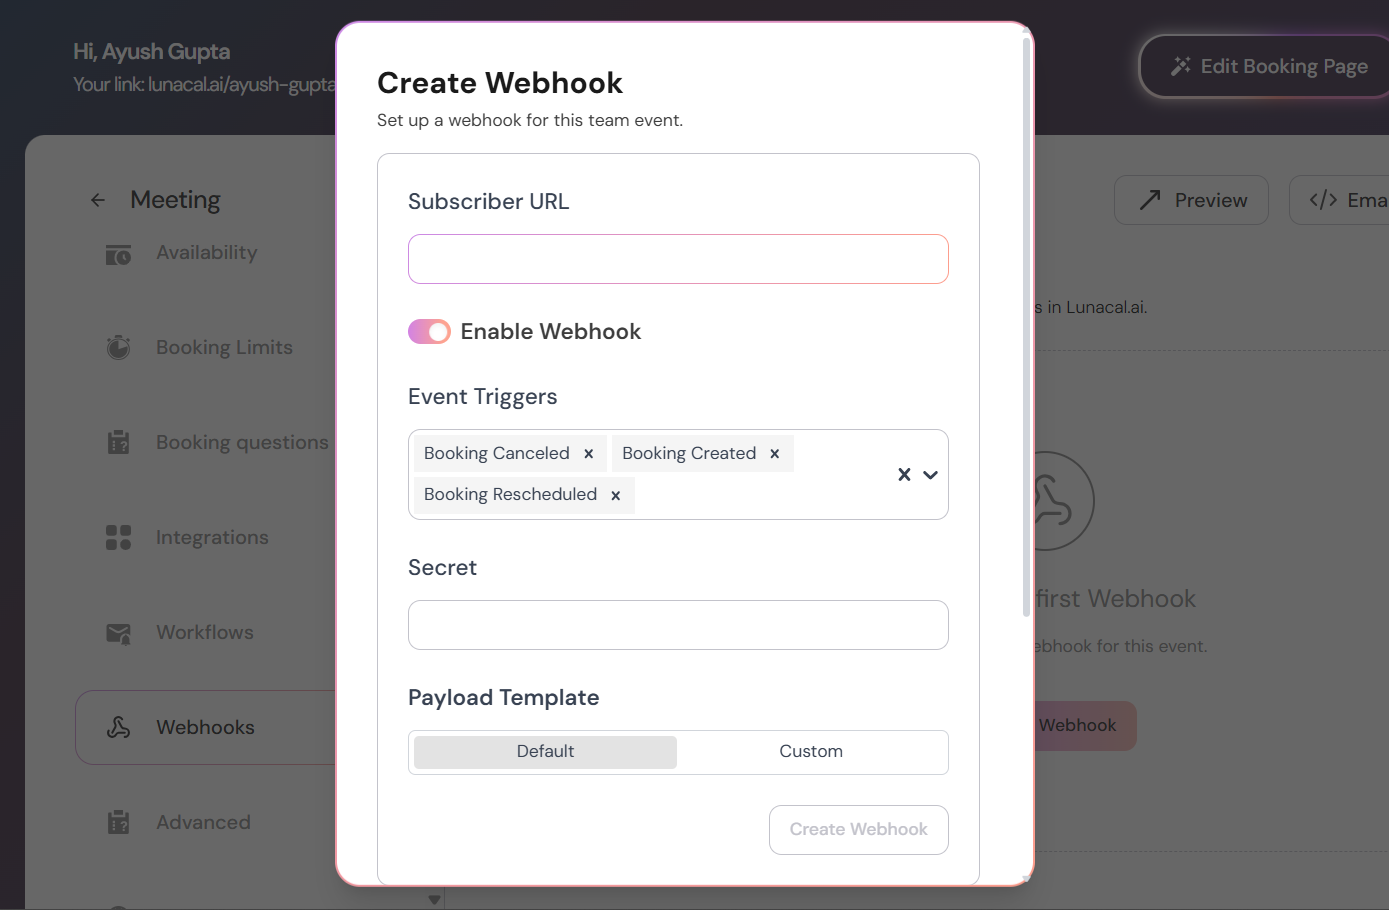 Hi, Ayush Gupta
Your link: lunacal.ai/ayush-gupta
Edit Booking Page
Meeting
Availability
Booking Limits
Booking questions
Integrations
Workflows
Webhooks
Advanced
Create Webhook
Set up a webhook for this team event.
Subscriber URL
Enable Webhook
Event Triggers
Booking Canceled x Booking Created x
Booking Rescheduled x
Secret
Payload Template
Default Custom
Create Webhook
Preview
in Lunacal.ai.
first Webhook
for this event.
Webhook